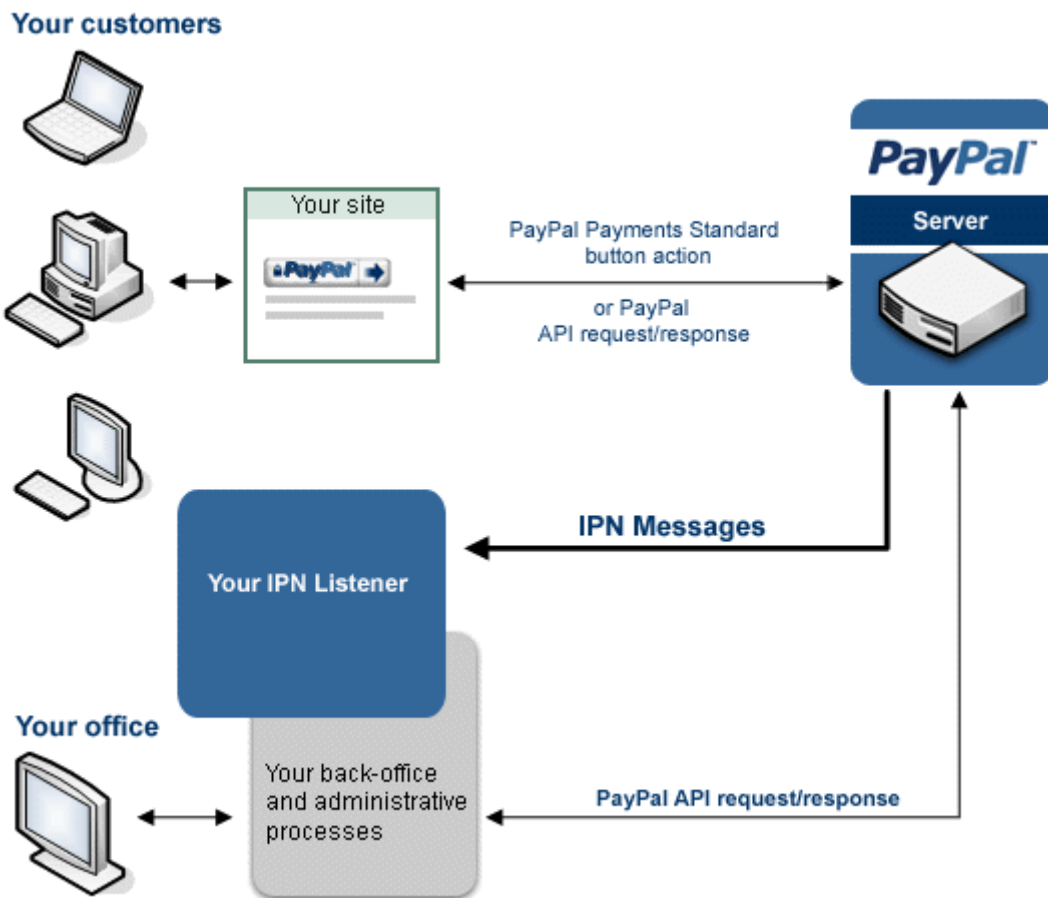 Your customers
PayPal™
Server
Your site
PayPal
PayPal Payments Standard
button action
or PayPal
API request/response
IPN Messages
Your IPN Listener
Your office
Your back-office
and administrative
processes
PayPal API request/response